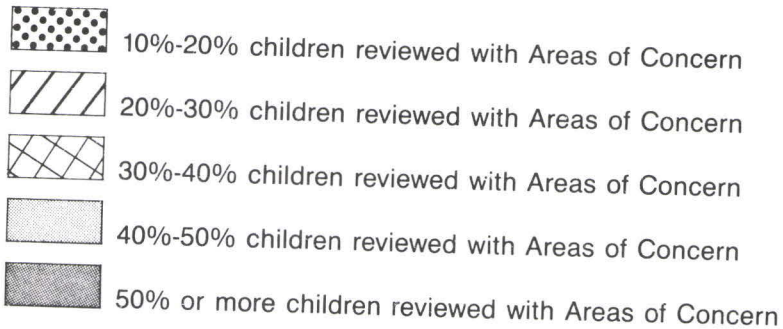 10%-20% children reviewed with Areas of Concern
20%-30% children reviewed with Areas of Concern
30%-40% children reviewed with Areas of Concern
40%-50% children reviewed with Areas of Concern
50% or more children reviewed with Areas of Concern